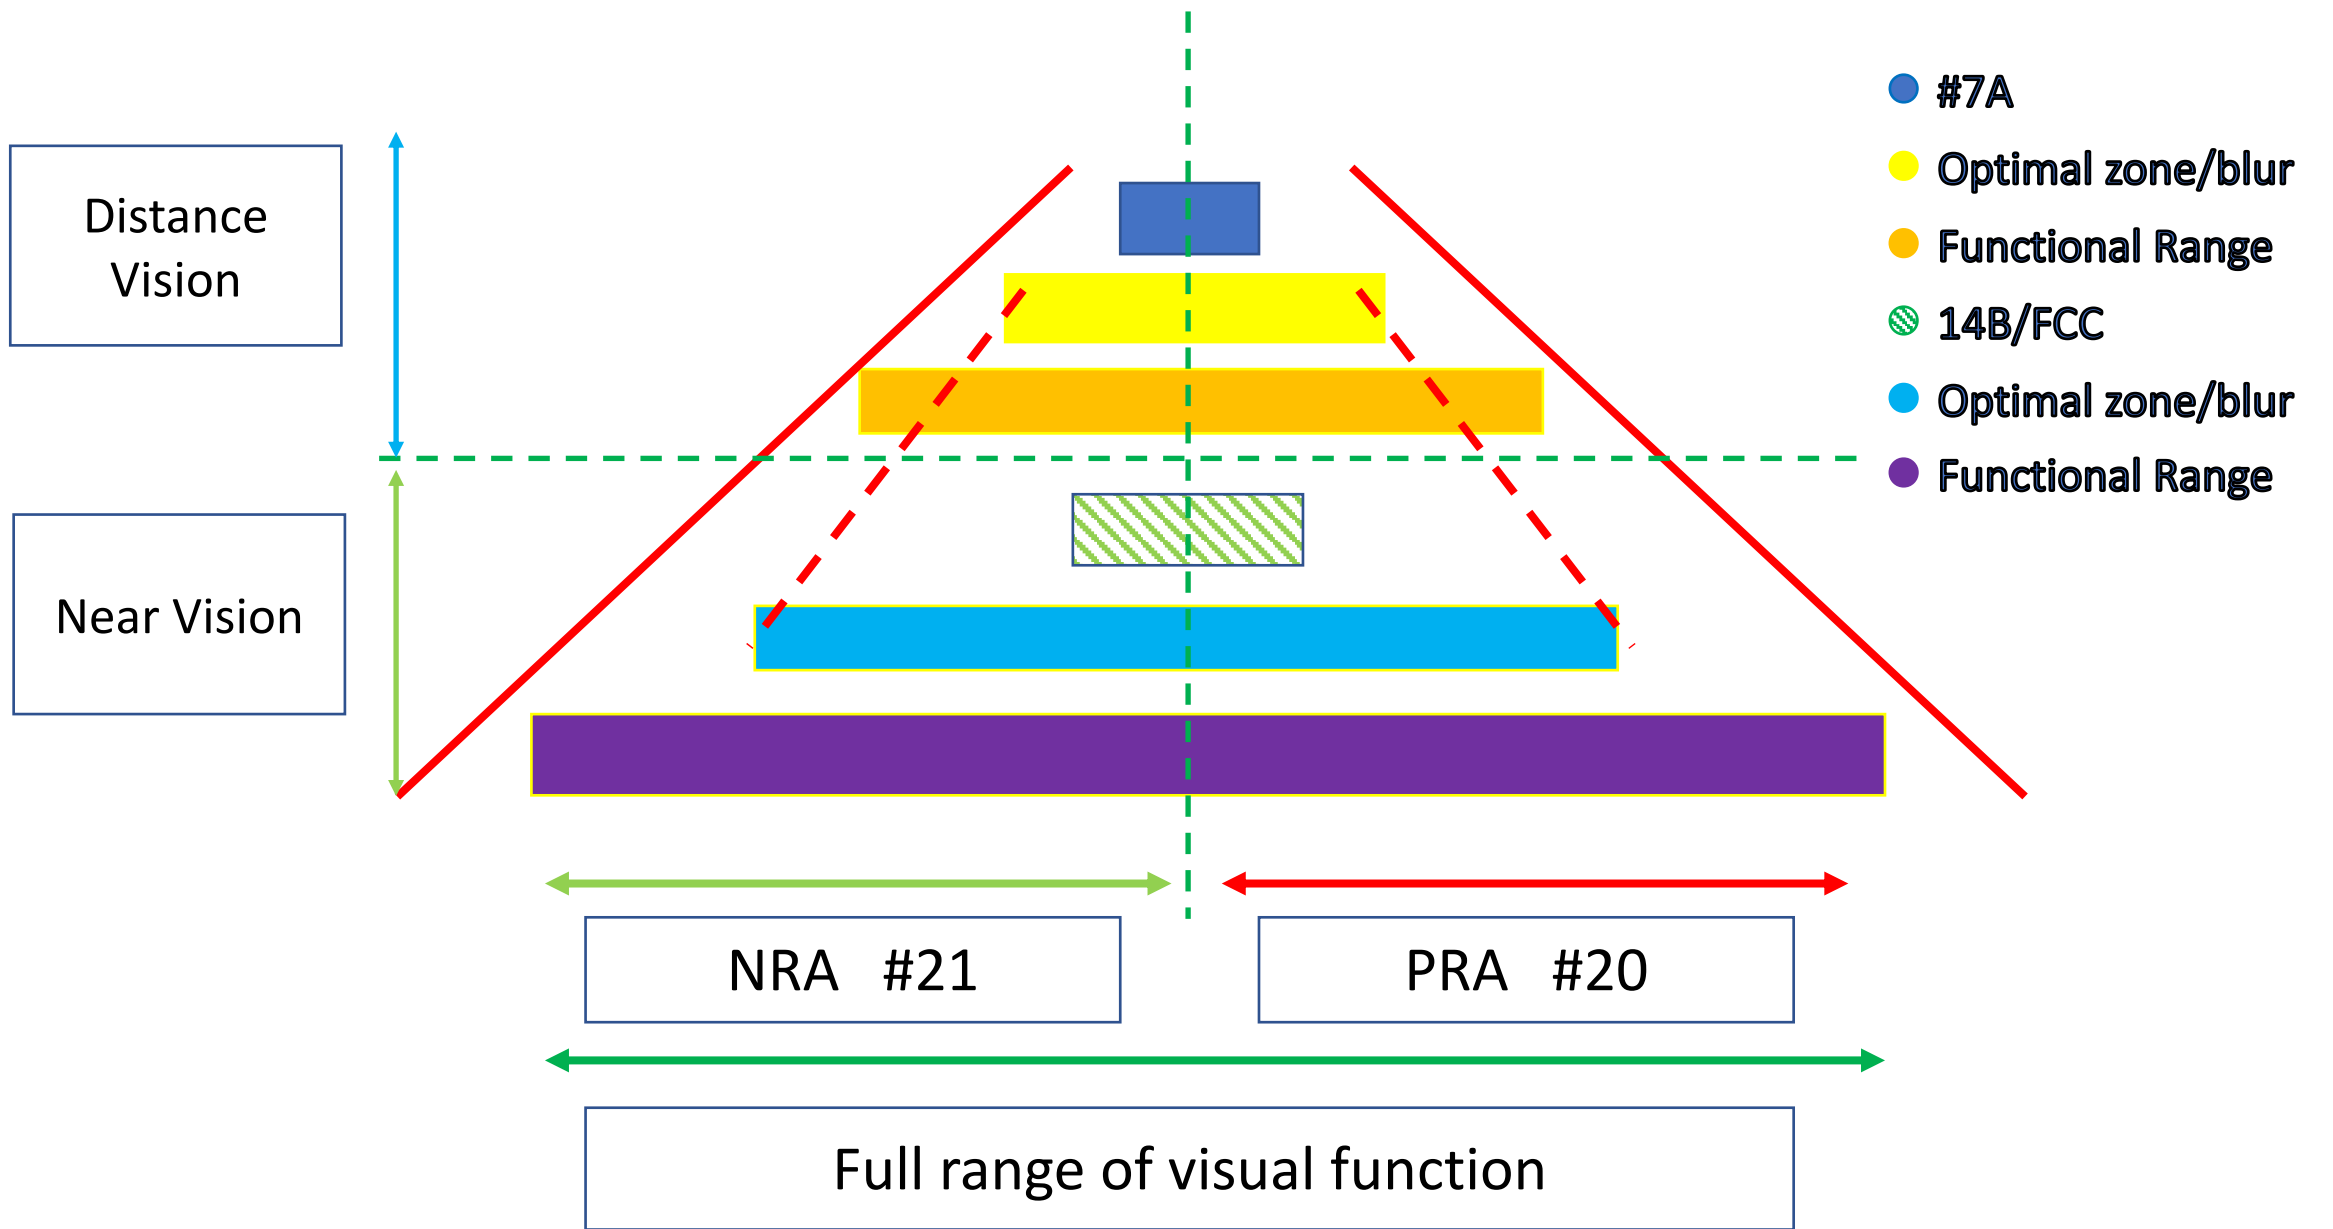 Distance
Vision
Near Vision
#7A
Optimal zone/blur
Functional Range
14B/FCC
Optimal zone/blur
Functional Range
NRA #21
PRA #20
Full range of visual function